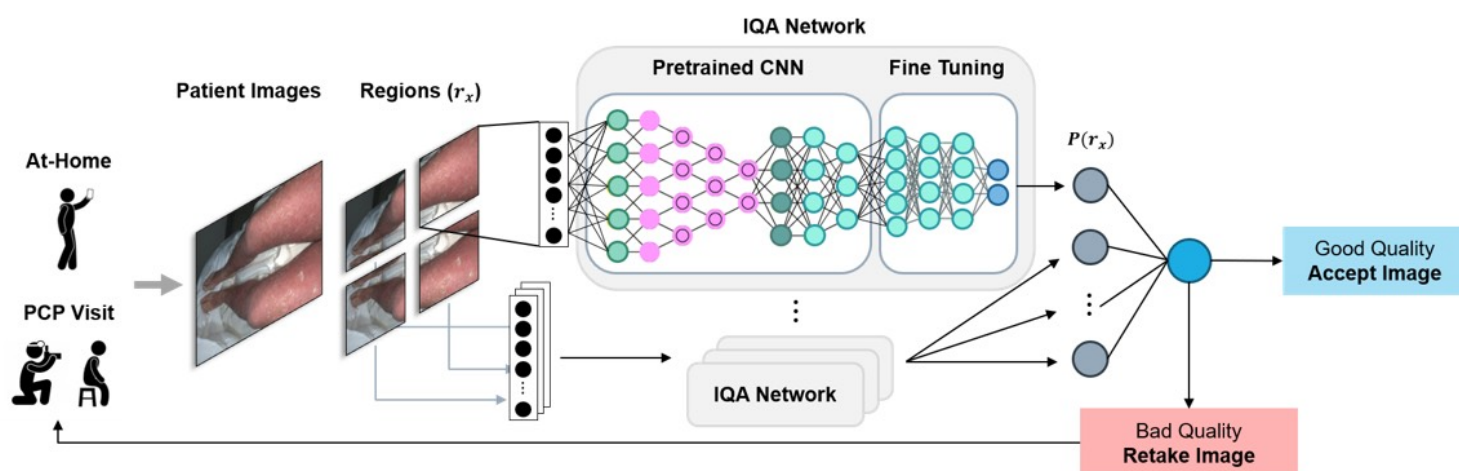 IQA Network
Pretrained CNN
Fine Tuning
Patient Images
Regions (rₓ)
At-Home
P(rₓ)
PCP Visit
Good Quality
Accept Image
IQA Network
Bad Quality
Retake Image